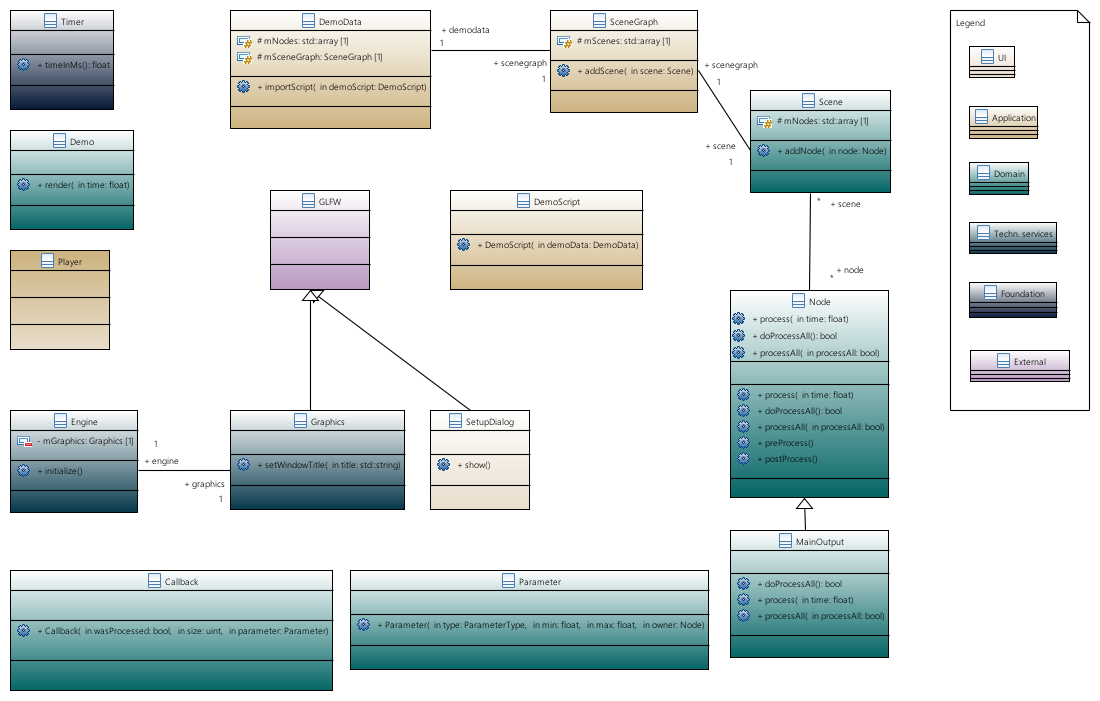 Timer
+ timeInMs(): float
DemoData
# mNodes: std::array [1]
# mSceneGraph: SceneGraph [1]
+ importScript( in demoScript: DemoScript)
+ demodata
1
+ scenegraph
1
SceneGraph
# mScenes: std::array [1]
+ addScene( in scene: Scene)
+ scenegraph
1
+ scene
1
Scene
# mNodes: std::array [1]
+ addNode( in node: Node)
*
+ scene
+ node
*
Legend
UI
Application
Domain
Techn. services
Foundation
External
Demo
+ render( in time: float)
Player
GLFW
DemoScript
+ DemoScript( in demoData: DemoData)
Node
+ process( in time: float)
+ doProcessAll(): bool
+ processAll( in processAll: bool)
+ process( in time: float)
+ doProcessAll(): bool
+ processAll( in processAll: bool)
+ preProcess()
+ postProcess()
Engine
- mGraphics: Graphics [1]
+ initialize()
1
+ engine
+ graphics
1
Graphics
+ setWindowTitle( in title: std::string)
SetupDialog
+ show()
MainOutput
+ doProcessAll(): bool
+ process( in time: float)
+ processAll( in processAll: bool)
Callback
+ Callback( in wasProcessed: bool, in size: uint, in parameter: Parameter)
Parameter
+ Parameter( in type: ParameterType, in min: float, in max: float, in owner: Node)